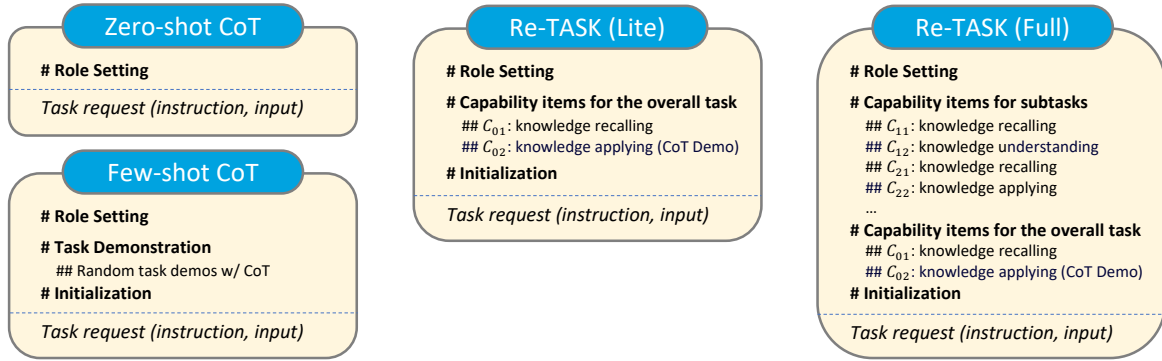 Zero-shot CoT
# Role Setting
Task request (instruction, input)
Few-shot CoT
# Role Setting
# Task Demonstration
## Random task demos w/ CoT
# Initialization
Task request (instruction, input)
Re-TASK (Lite)
# Role Setting
# Capability items for the overall task
## C₀₁: knowledge recalling
## C₀₂: knowledge applying (CoT Demo)
# Initialization
Task request (instruction, input)
Re-TASK (Full)
# Role Setting
# Capability items for subtasks
## C₁₁: knowledge recalling
## C₁₂: knowledge understanding
## C₂₁: knowledge recalling
## C₂₂: knowledge applying
...
# Capability items for the overall task
## C₀₁: knowledge recalling
## C₀₂: knowledge applying (CoT Demo)
# Initialization
Task request (instruction, input)